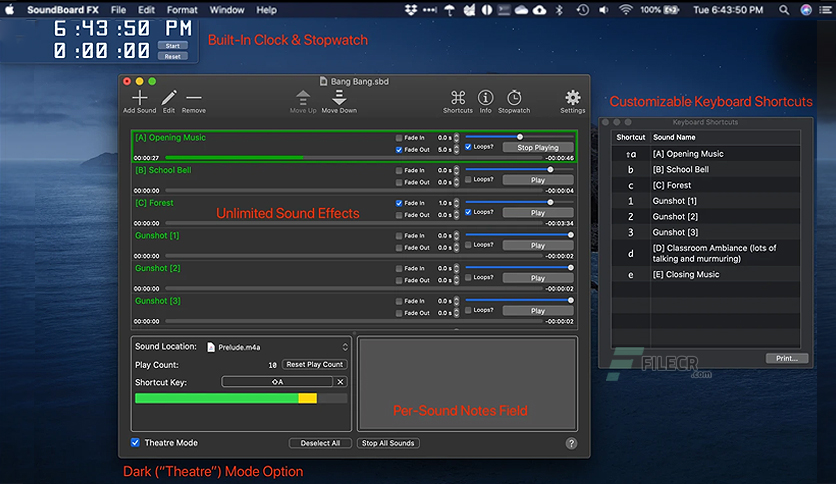 SoundBoard FX File Edit Format Window Help 100% Tue 6:43:50 PM
6:43:50 PM
Start
0:00:00
Reset
Built-In Clock & Stopwatch
Bang Bang.sbd
Add Sound Edit Remove Move Up Move Down Shortcuts Info Stopwatch Settings
[A] Opening Music Fade In 0.0 s
Fade Out 5.0 s Loops? Stop Playing
00:00:27 -00:00:46
[B] School Bell Fade In 0.0 s
Fade Out 0.0 s Loops? Play
00:00:00 -00:00:04
[C] Forest Fade In 1.0 s
Fade Out 0.0 s Loops? Play
00:00:00 -00:03:34
Unlimited Sound Effects
Gunshot [1] Fade In 0.0 s
Fade Out 0.0 s Loops? Play
00:00:00 -00:00:02
Gunshot [2] Fade In 0.0 s
Fade Out 0.0 s Loops? Play
00:00:00 -00:00:02
Gunshot [3] Fade In 0.0 s
Fade Out 0.0 s Loops? Play
00:00:00 -00:00:02
Sound Location: Prelude.m4a
Play Count: 10 Reset Play Count
Shortcut Key: ⇧A ✕
Per-Sound Notes Field
Theatre Mode Deselect All Stop All Sounds ?
Dark ("Theatre") Mode Option
Customizable Keyboard Shortcuts
Keyboard Shortcuts
Shortcut Sound Name
⇧a [A] Opening Music
b [B] School Bell
c [C] Forest
1 Gunshot [1]
2 Gunshot [2]
3 Gunshot [3]
d [D] Classroom Ambiance (lots of
talking and murmuring)
e [E] Closing Music
Print...
FILECR
.com